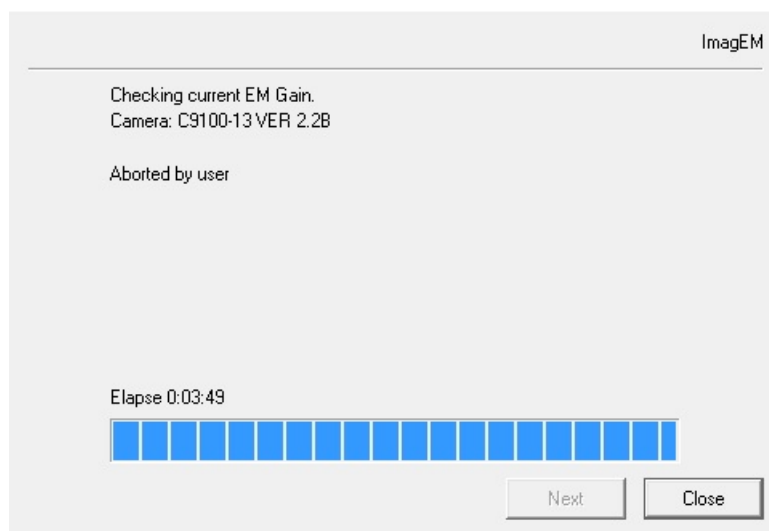 ImagEM
Checking current EM Gain.
Camera: C9100-13 VER 2.2B
Aborted by user
Elapse 0:03:49
Next
Close